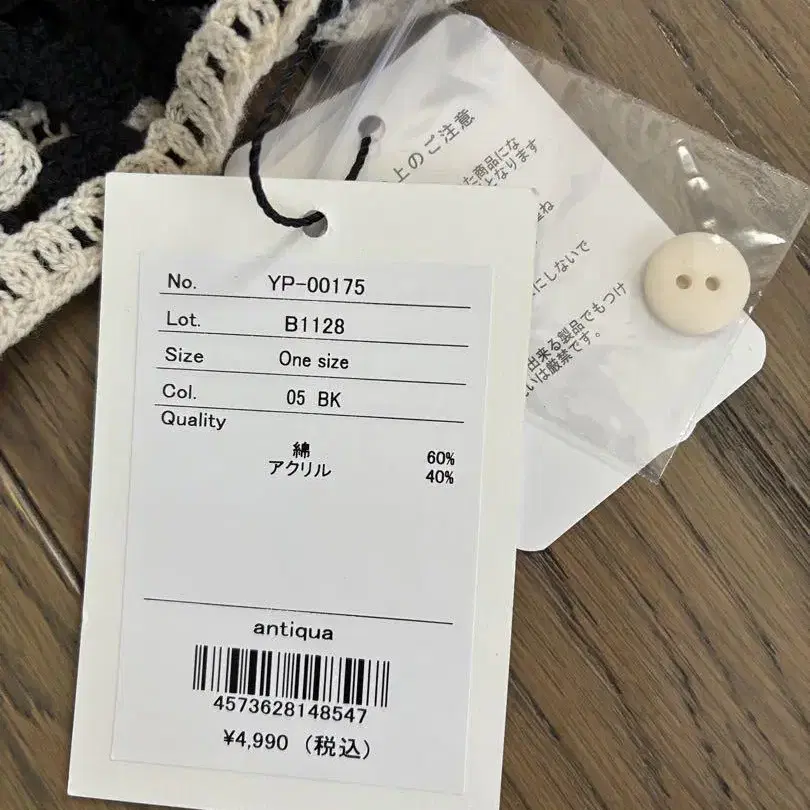 No. YP-00175
Lot. B1128
Size One size
Col. 05 BK
Quality
綿 60%
アクリル 40%
antiqua
4573628148547
¥4,990 (税込)
上のご注意
た商品にな
となります
にしないで
出来る製品でもつけ
は厳禁です。